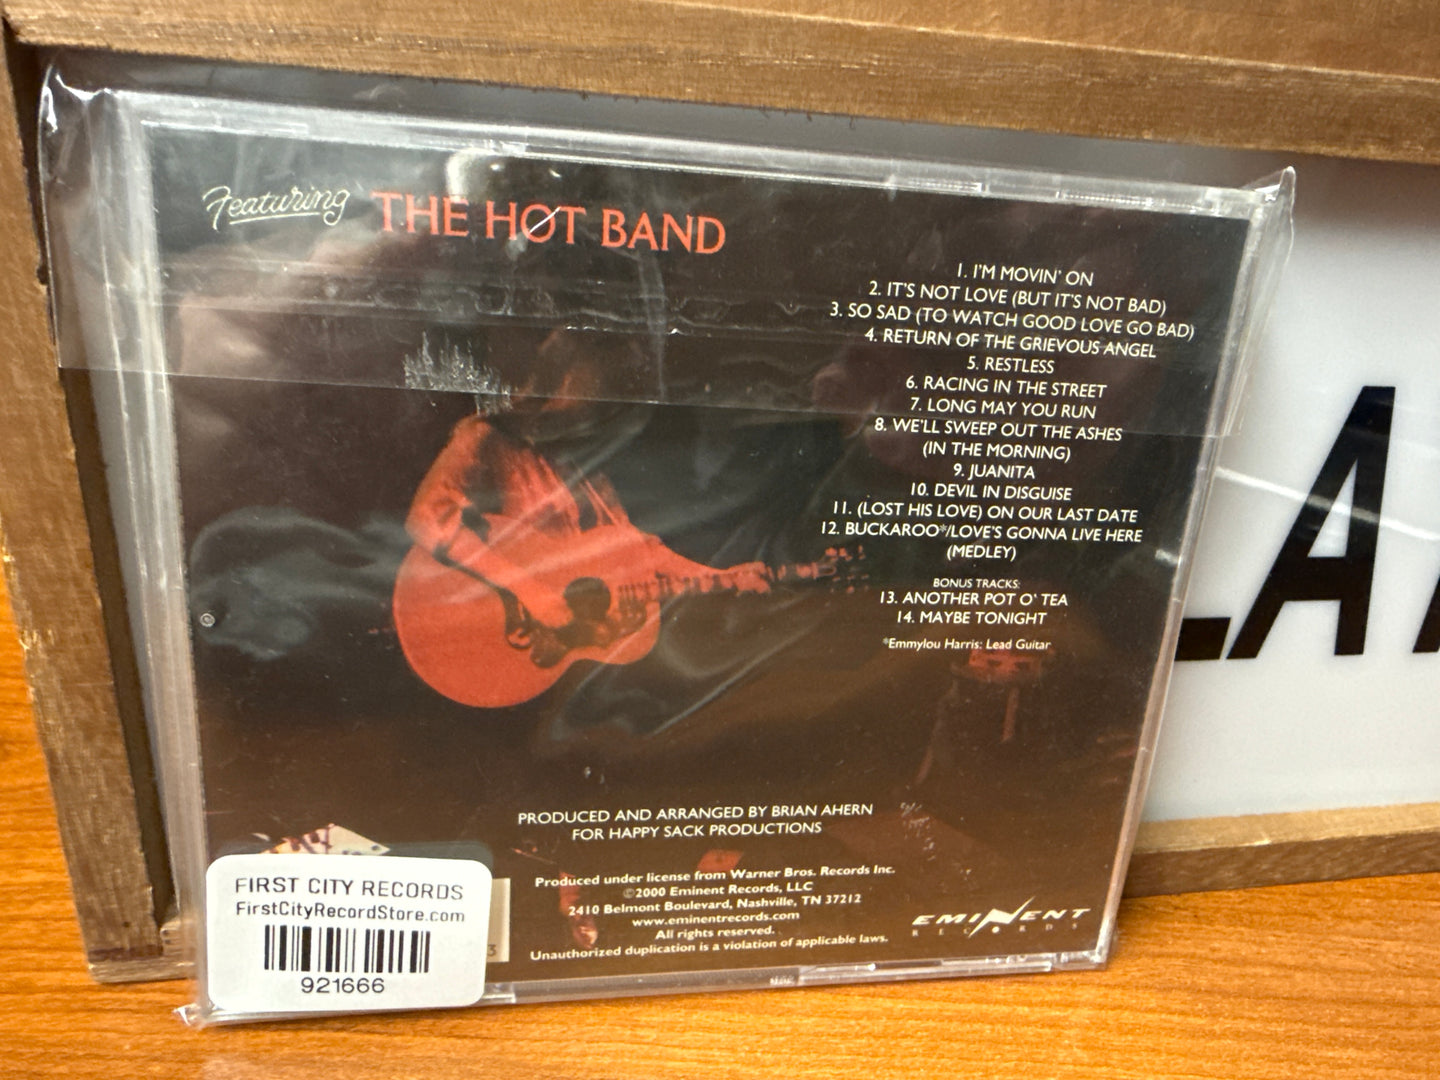 Featuring THE HOT BAND
1. I'M MOVIN' ON
2. IT'S NOT LOVE (BUT IT'S NOT BAD)
3. SO SAD (TO WATCH GOOD LOVE GO BAD)
4. RETURN OF THE GRIEVOUS ANGEL
5. RESTLESS
6. RACING IN THE STREET
7. LONG MAY YOU RUN
8. WE'LL SWEEP OUT THE ASHES
(IN THE MORNING)
9. JUANITA
10. DEVIL IN DISGUISE
11. (LOST HIS LOVE) ON OUR LAST DATE
12. BUCKAROO*/LOVE'S GONNA LIVE HERE
(MEDLEY)
BONUS TRACKS:
13. ANOTHER POT O' TEA
14. MAYBE TONIGHT
*Emmylou Harris: Lead Guitar
PRODUCED AND ARRANGED BY BRIAN AHERN
FOR HAPPY SACK PRODUCTIONS
Produced under license from Warner Bros. Records Inc.
©2000 Eminent Records, LLC
2410 Belmont Boulevard, Nashville, TN 37212
www.eminentrecords.com
All rights reserved.
Unauthorized duplication is a violation of applicable laws.
EMINENT
RECORDS
FIRST CITY RECORDS
FirstCityRecordStore.com
921666
3
LA